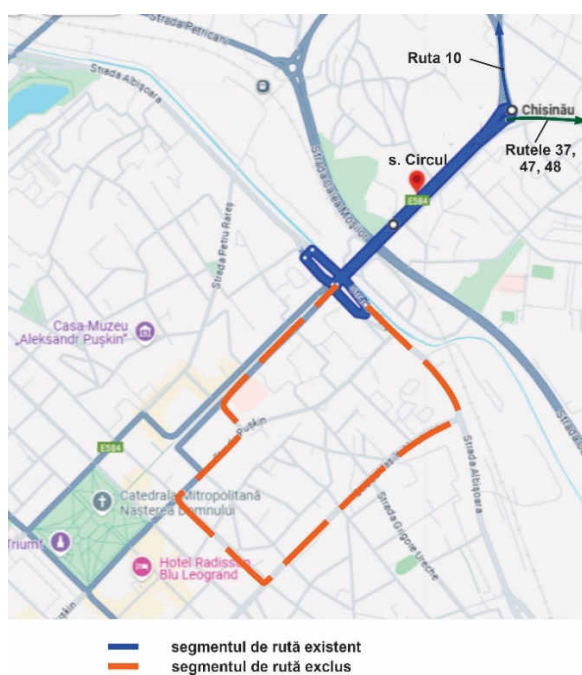 Strada Petricani
Ruta 10
Strada Albișoara
Chișinău
Rutele 37,
47, 48
s. Circul
E584
Strada Calea Moșilor
Strada Petru Rareș
Casa-Muzeu
„Aleksandr Pușkin”
Pușkin
E584
Catedrala Mitropolitană
Nașterea Domnului
Strada Albișoara
Strada Grigore Ureche
Triumf
Hotel Radisson
Blu Leogrand
Pușkin
segmentul de rută existent
segmentul de rută exclus